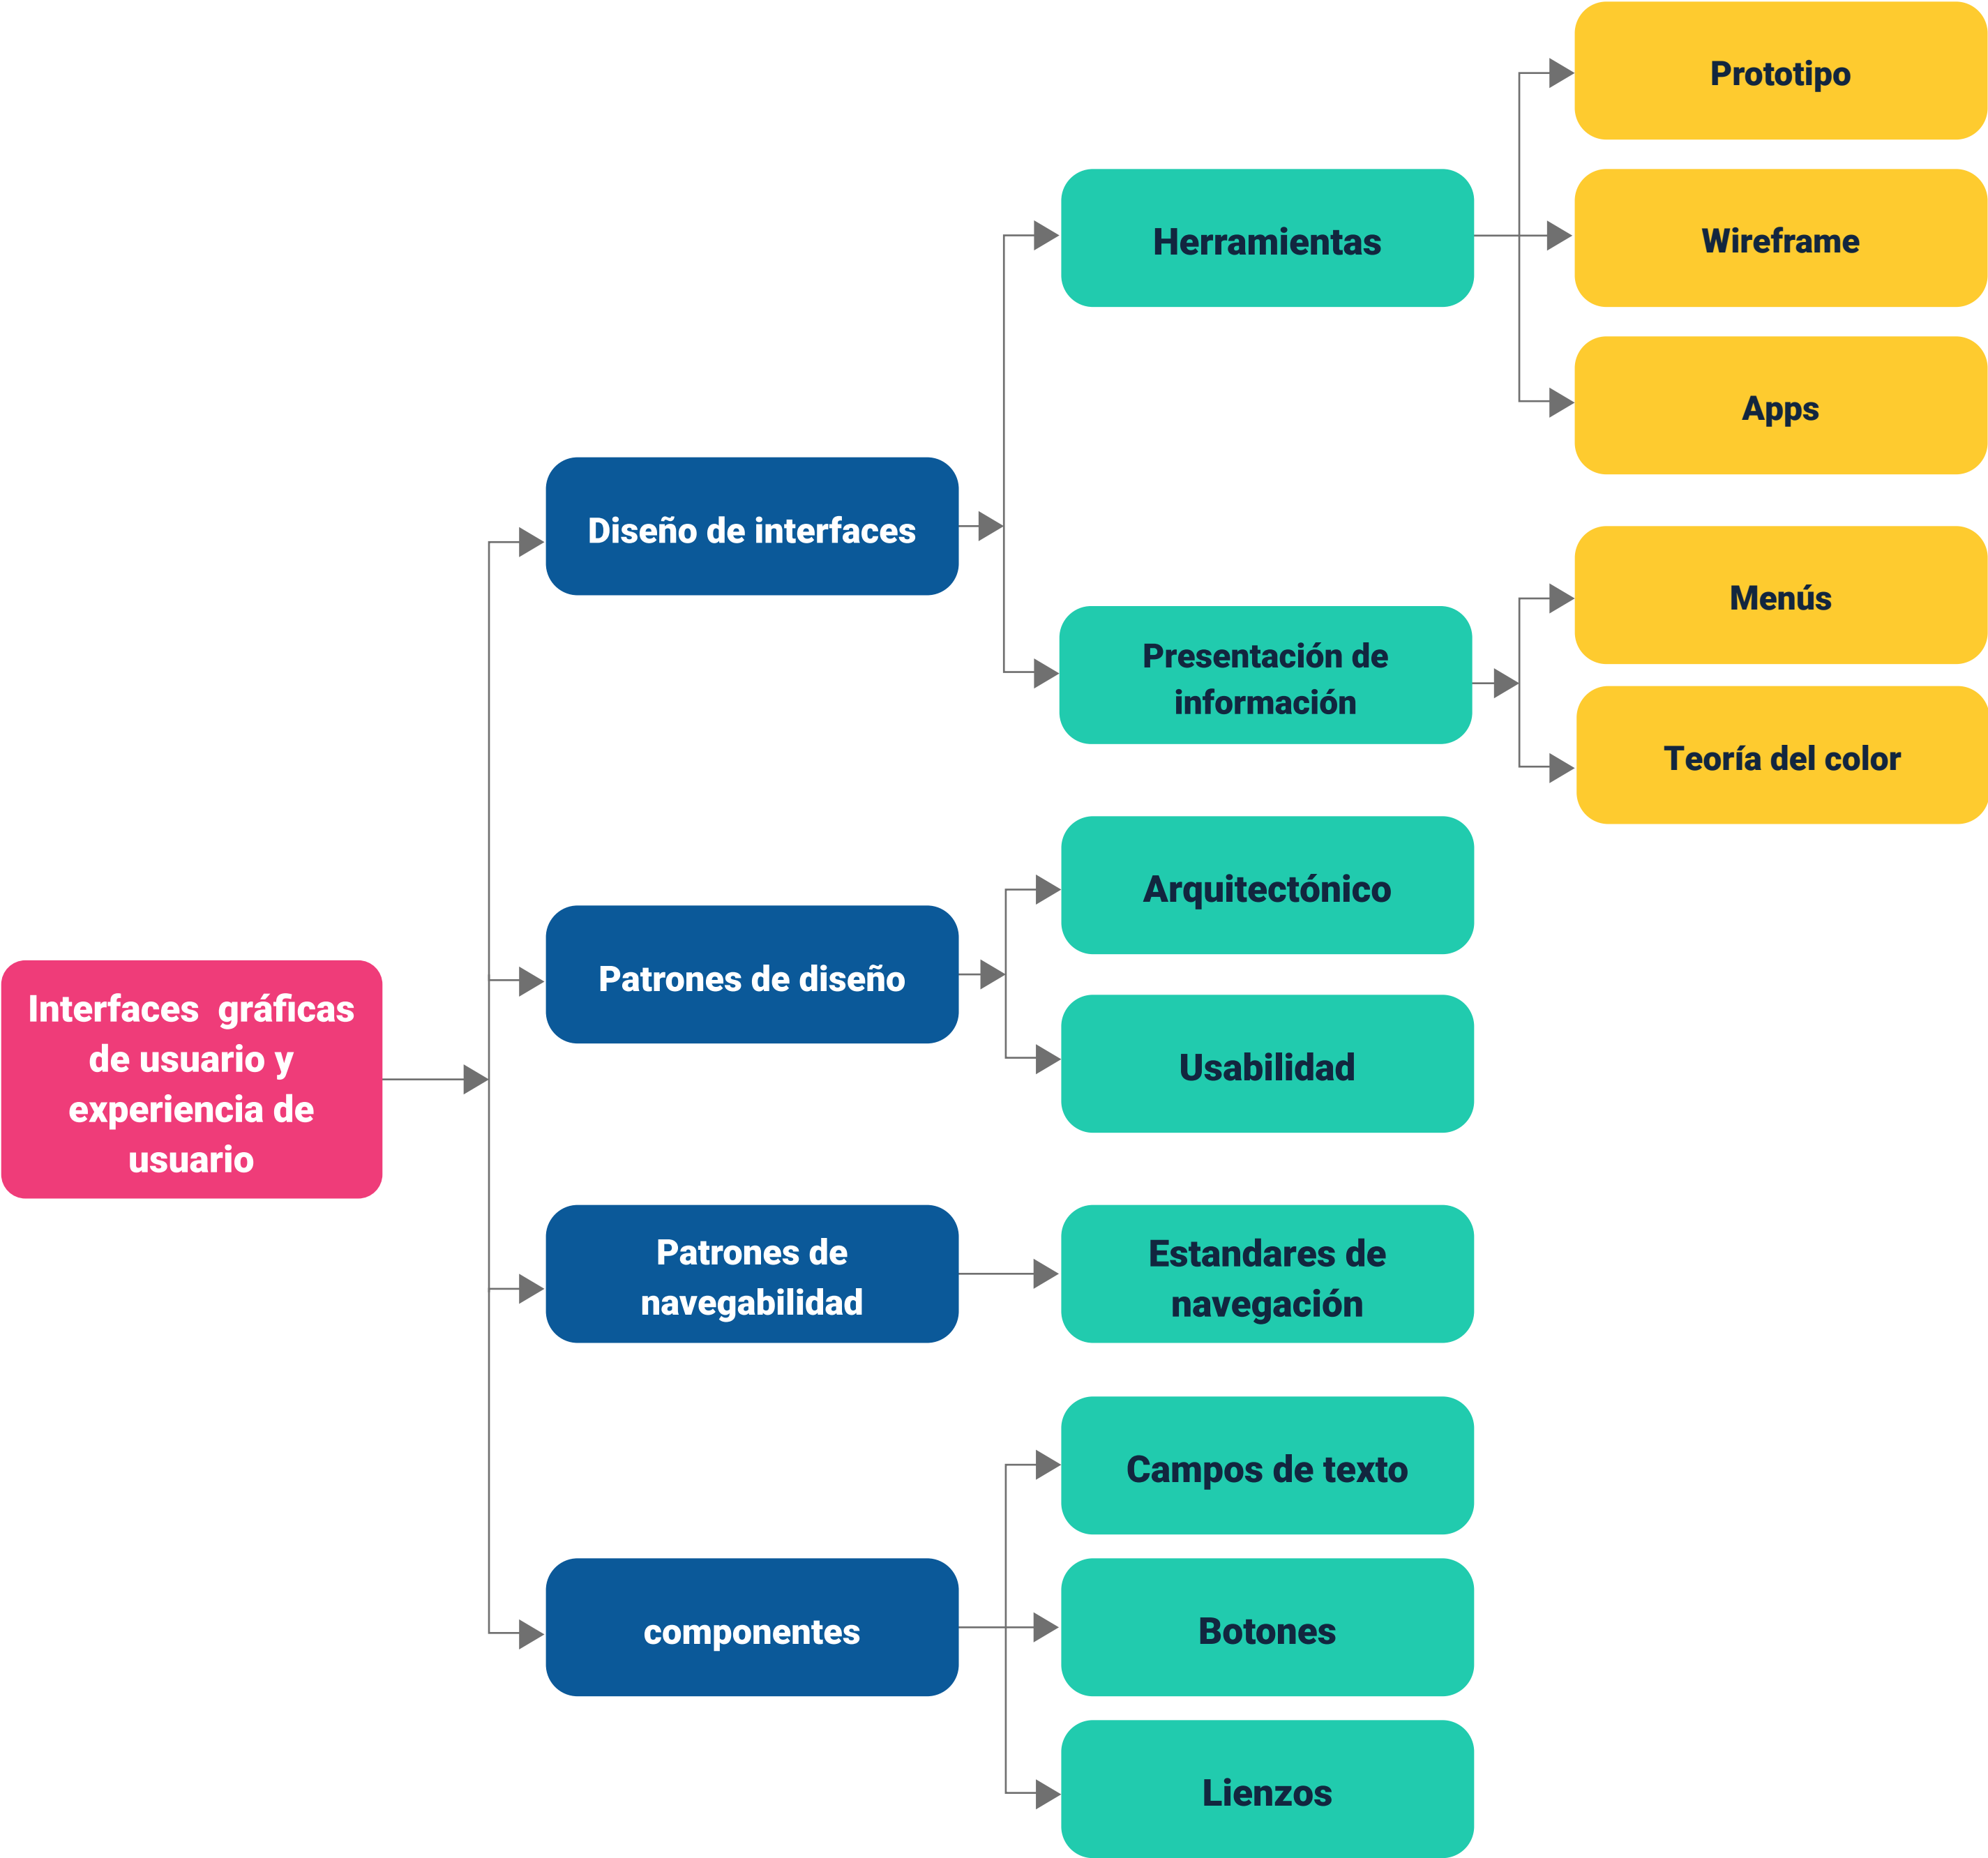 Interfaces gráficas
de usuario y
experiencia de
usuario
Diseño de interfaces
Herramientas
Prototipo
Wireframe
Apps
Presentación de
información
Menús
Teoría del color
Patrones de diseño
Arquitectónico
Usabilidad
Patrones de
navegabilidad
Estandares de
navegación
componentes
Campos de texto
Botones
Lienzos